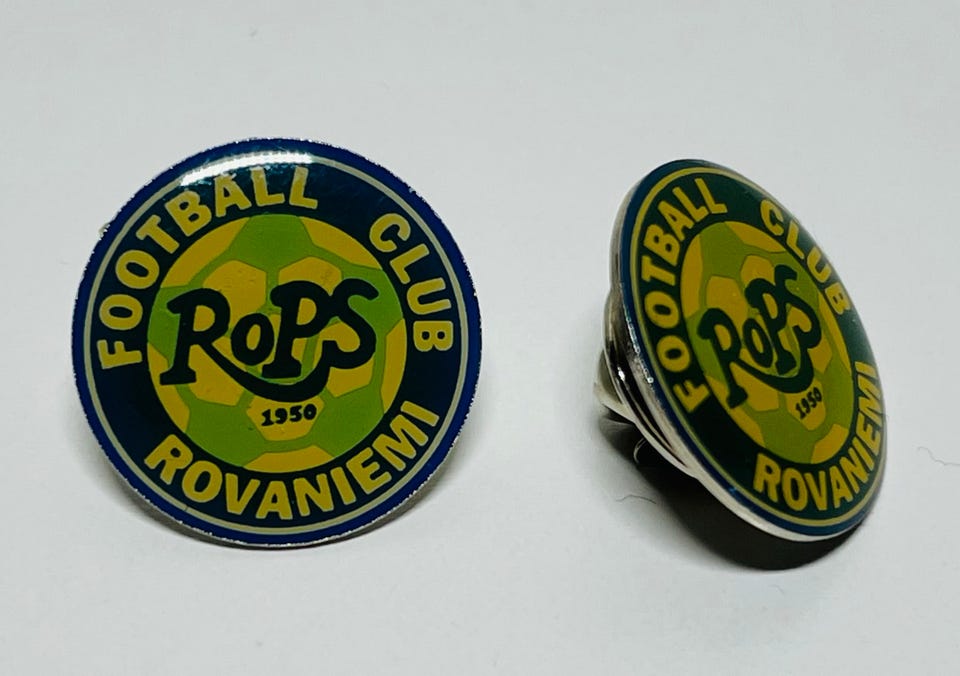 FOOTBALL CLUB
RoPS
1950
ROVANIEMI
FOOTBALL CLUB
RoPS
1950
ROVANIEMI